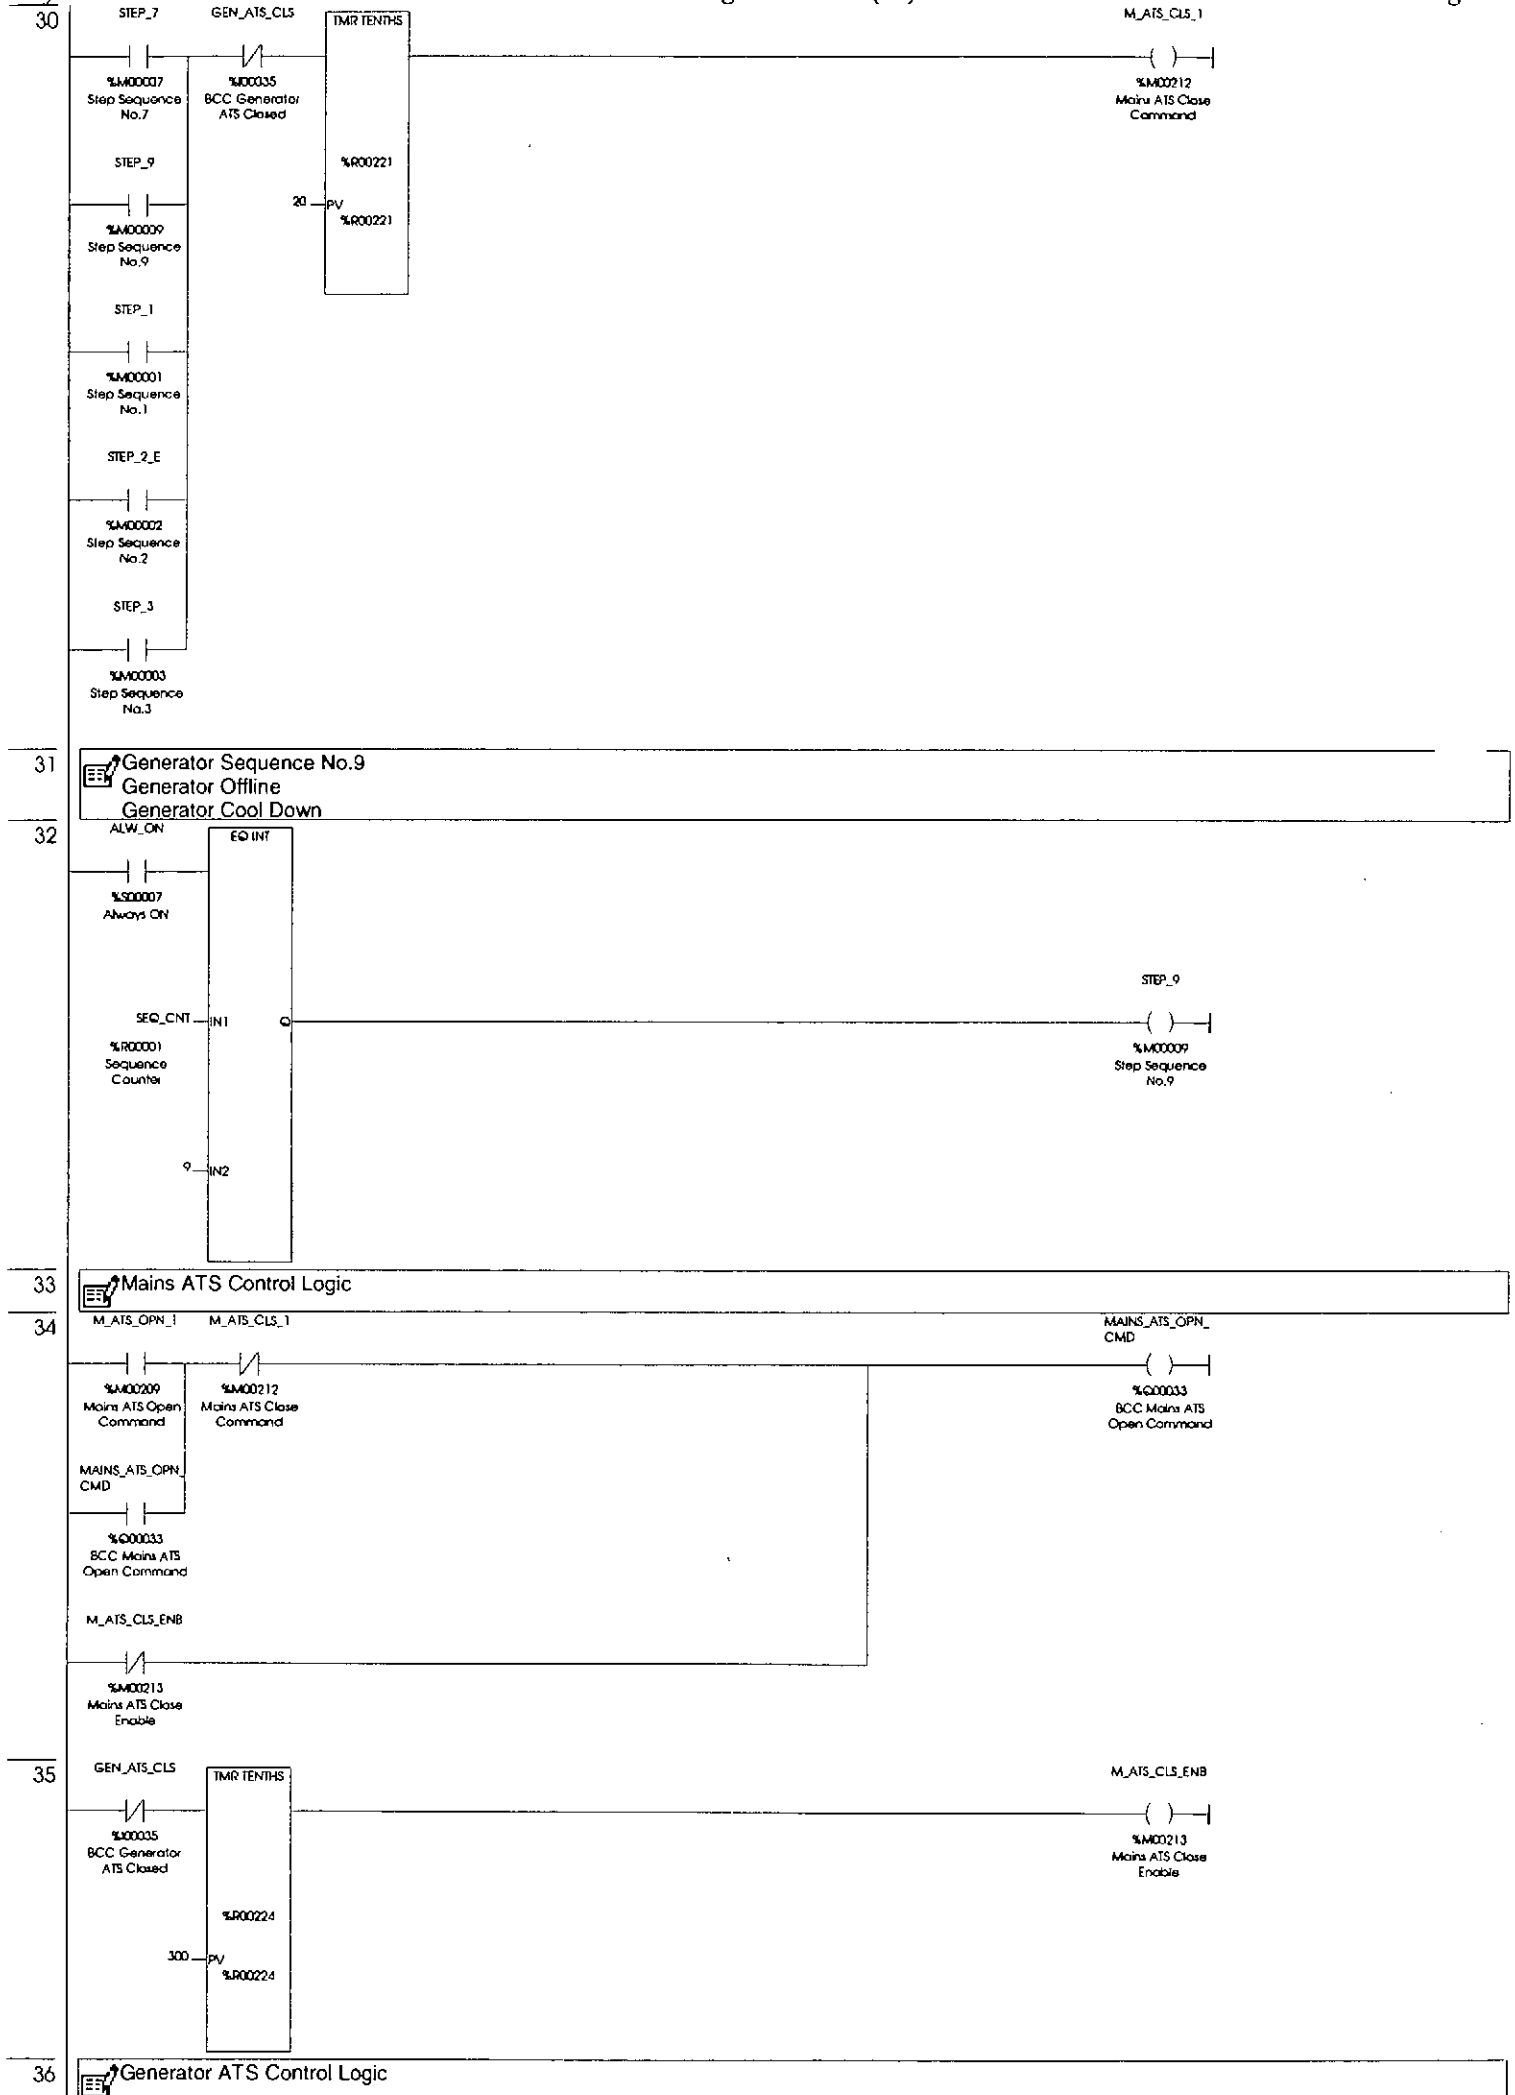 30
STEP_7
GEN_ATS_CLS
TMR TENTHS
M_ATS_CLS_1
%M00007
Step Sequence
No.7
%I00035
BCC Generator
ATS Closed
%M00212
Mains ATS Close
Command
STEP_9
%R00221
20
PV
%R00221
%M00009
Step Sequence
No.9
STEP_1
%M00001
Step Sequence
No.1
STEP_2_E
%M00002
Step Sequence
No.2
STEP_3
%M00003
Step Sequence
No.3
31
Generator Sequence No.9
Generator Offline
Generator Cool Down
32
ALW_ON
EQ INT
%S00007
Always ON
STEP_9
SEQ_CNT
IN1
Q
%R00001
Sequence
Counter
%M00009
Step Sequence
No.9
9
IN2
33
Mains ATS Control Logic
34
M_ATS_OPN_1
M_ATS_CLS_1
MAINS_ATS_OPN_
CMD
%M00209
Mains ATS Open
Command
%M00212
Mains ATS Close
Command
%Q00033
BCC Mains ATS
Open Command
MAINS_ATS_OPN_
CMD
%Q00033
BCC Mains ATS
Open Command
M_ATS_CLS_ENB
%M00213
Mains ATS Close
Enable
35
GEN_ATS_CLS
TMR TENTHS
M_ATS_CLS_ENB
%I00035
BCC Generator
ATS Closed
%M00213
Mains ATS Close
Enable
%R00224
300
PV
%R00224
36
Generator ATS Control Logic